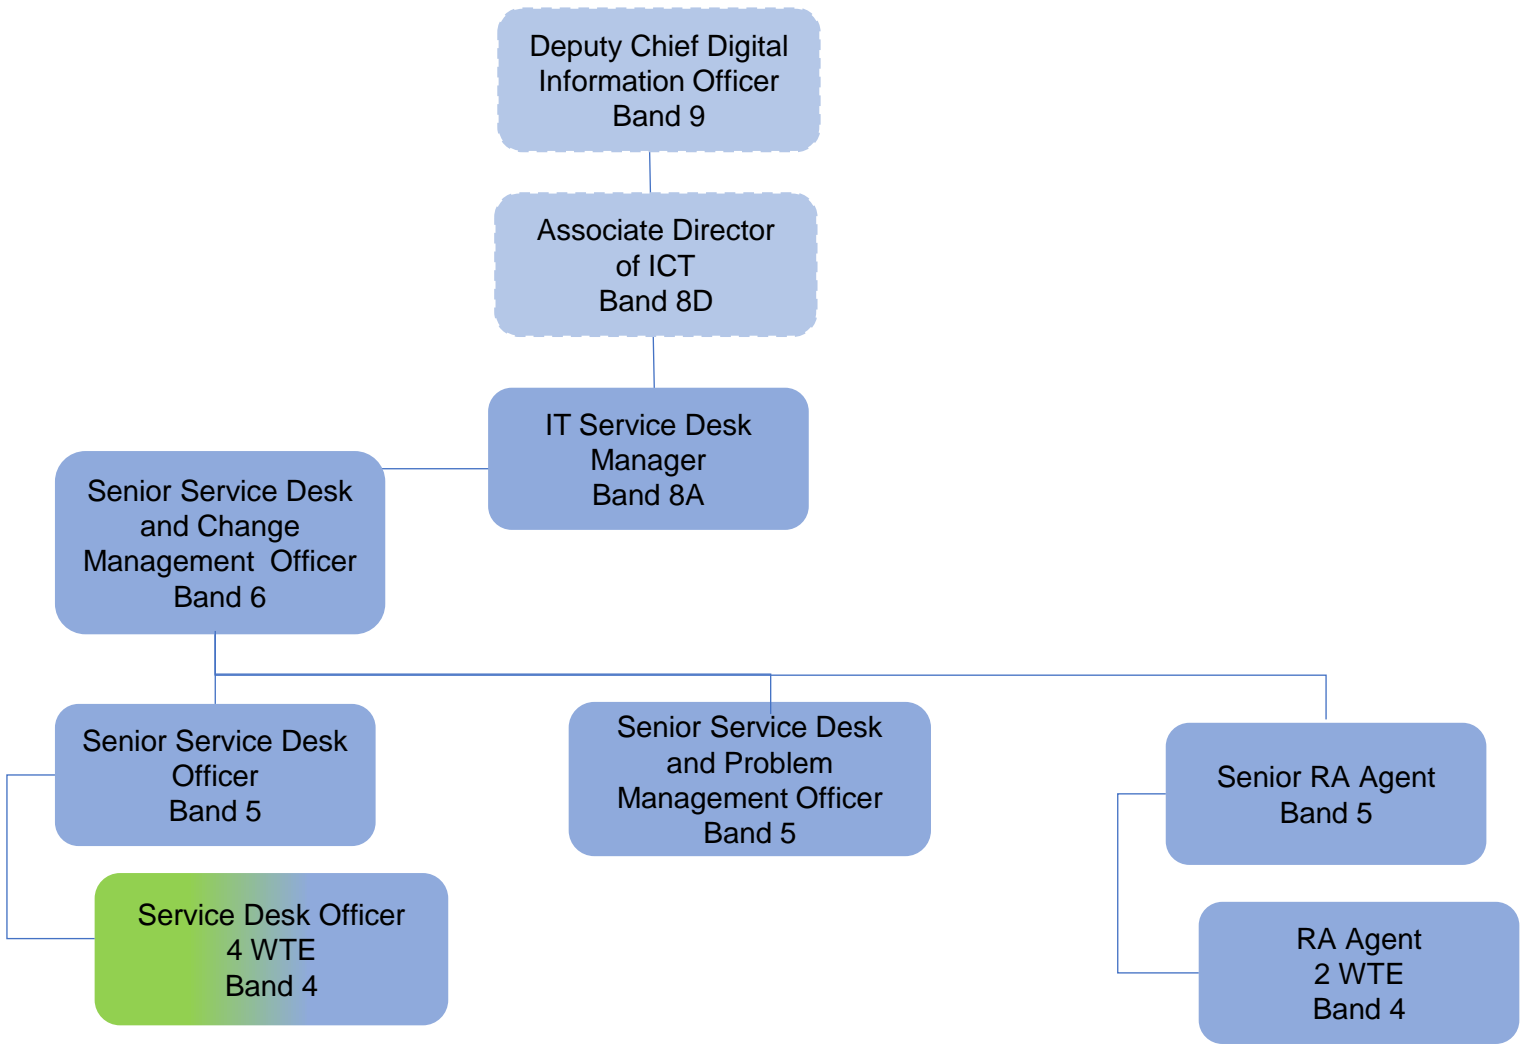 Deputy Chief Digital
Information Officer
Band 9
Associate Director
of ICT
Band 8D
IT Service Desk
Manager
Band 8A
Senior Service Desk
and Change
Management  Officer
Band 6
Senior Service Desk
Officer
Band 5
Senior Service Desk
and Problem
Management Officer
Band 5
Senior RA Agent
Band 5
Service Desk Officer
4 WTE
Band 4
RA Agent
2 WTE
Band 4